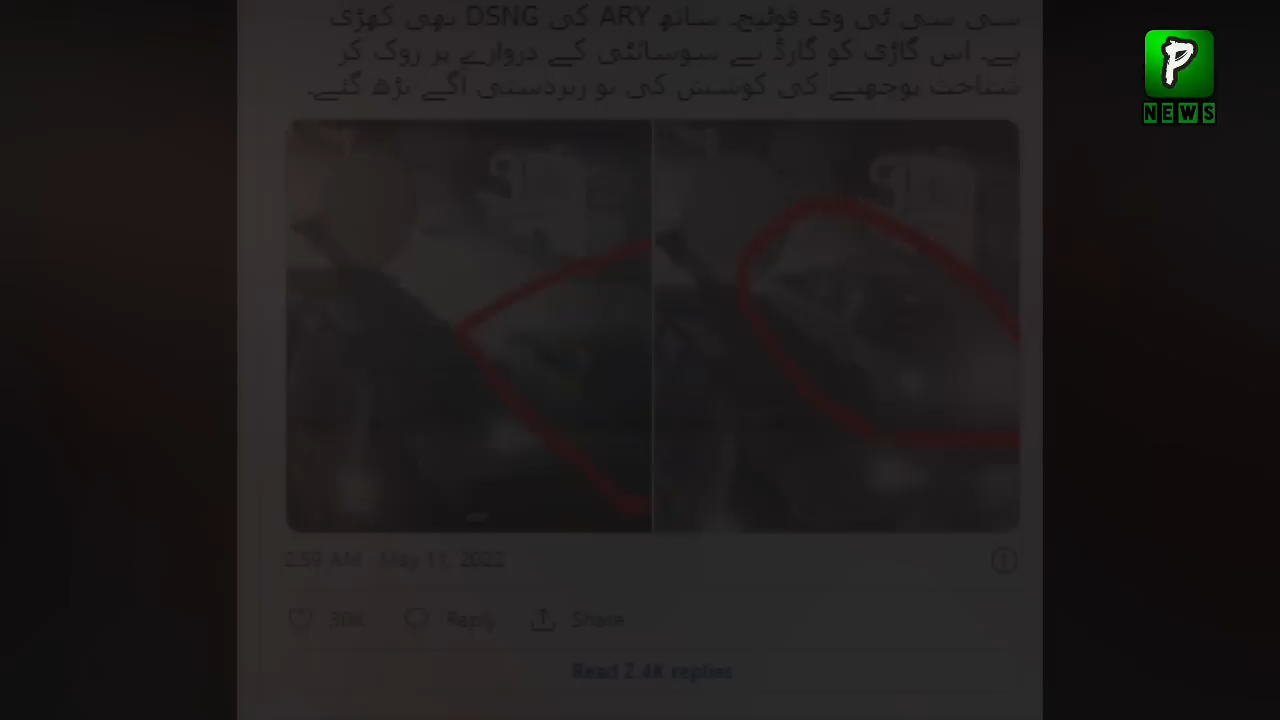 سی سی ٹی وی فوٹیج۔ ساتھ ARY کی DSNG بھی کھڑی
ہے۔ اس گاڑی کو گارڈ نے سوسائٹی کے دروازے پر روک کر
شناخت پوچھنے کی کوشش کی تو زبردستی آگے بڑھ گئے۔
P
NEWS
2:59 AM · May 11, 2022
30K Reply Share
Read 2.4K replies